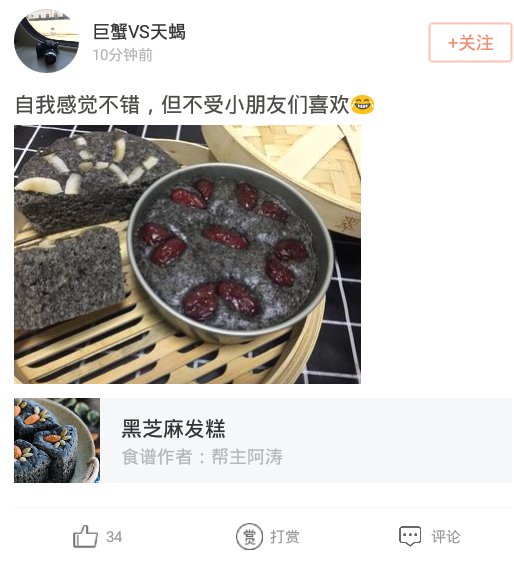 巨蟹VS天蝎
10分钟前
+关注
自我感觉不错，但不受小朋友们喜欢😂
黑芝麻发糕
食谱作者：帮主阿涛
34
赏 打赏
评论